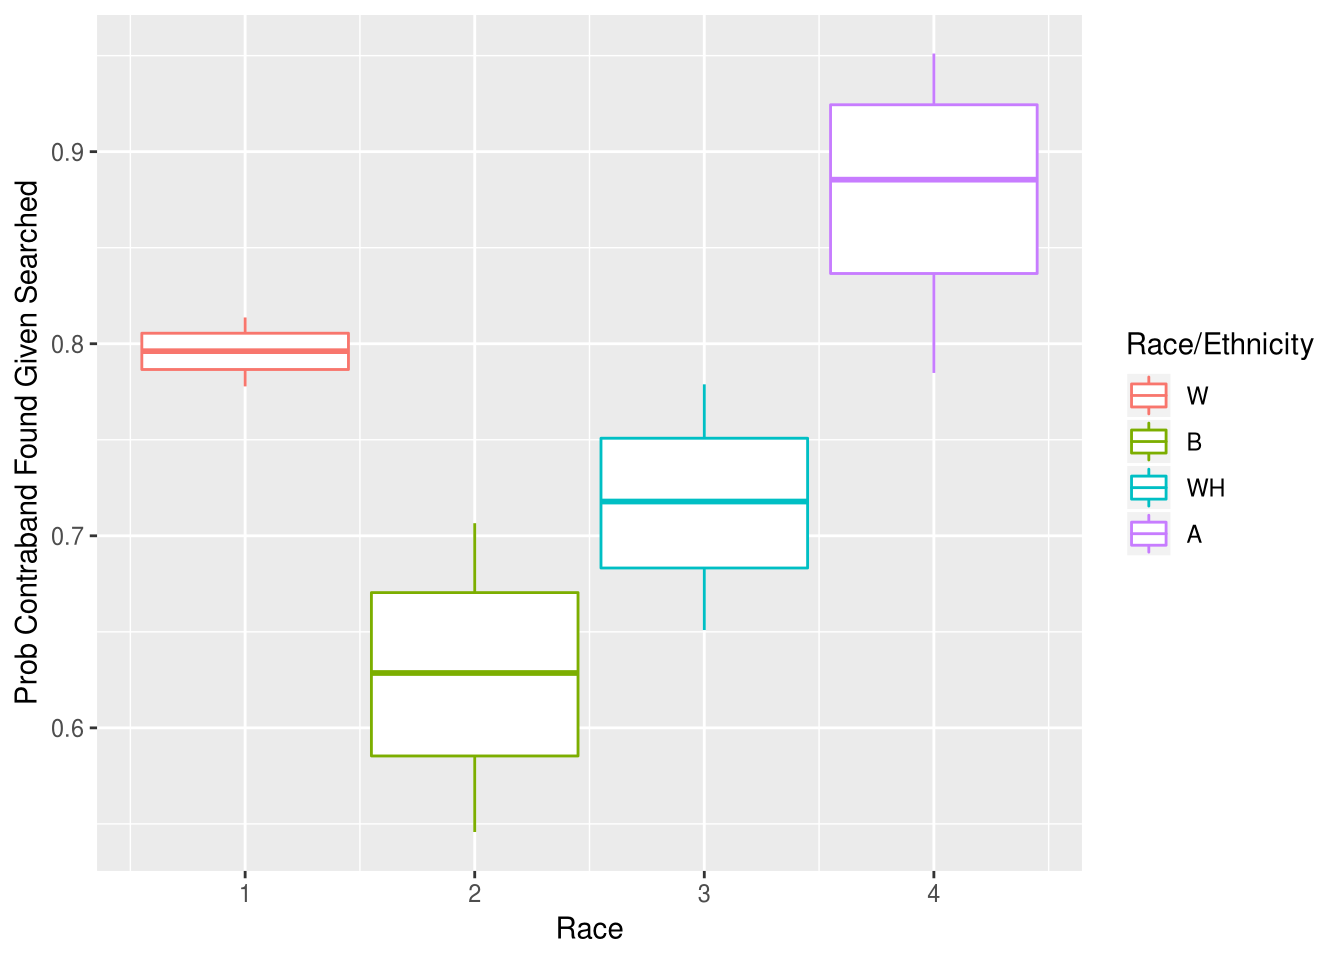 Prob Contraband Found Given Searched
0.9
0.8
0.7
0.6
1 2 3 4
Race
Race/Ethnicity
W
B
WH
A